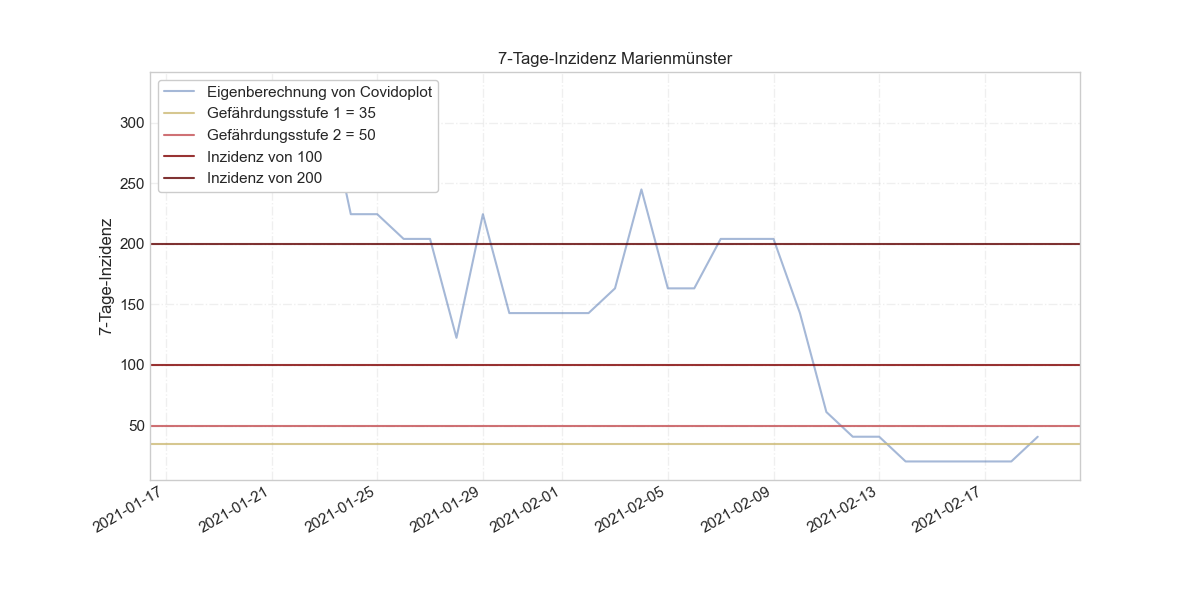 7-Tage-Inzidenz Marienmünster
Eigenberechnung von Covidoplot
Gefährdungsstufe 1 = 35
Gefährdungsstufe 2 = 50
Inzidenz von 100
Inzidenz von 200
7-Tage-Inzidenz
300
250
200
150
100
50
2021-01-17
2021-01-21
2021-01-25
2021-01-29
2021-02-01
2021-02-05
2021-02-09
2021-02-13
2021-02-17